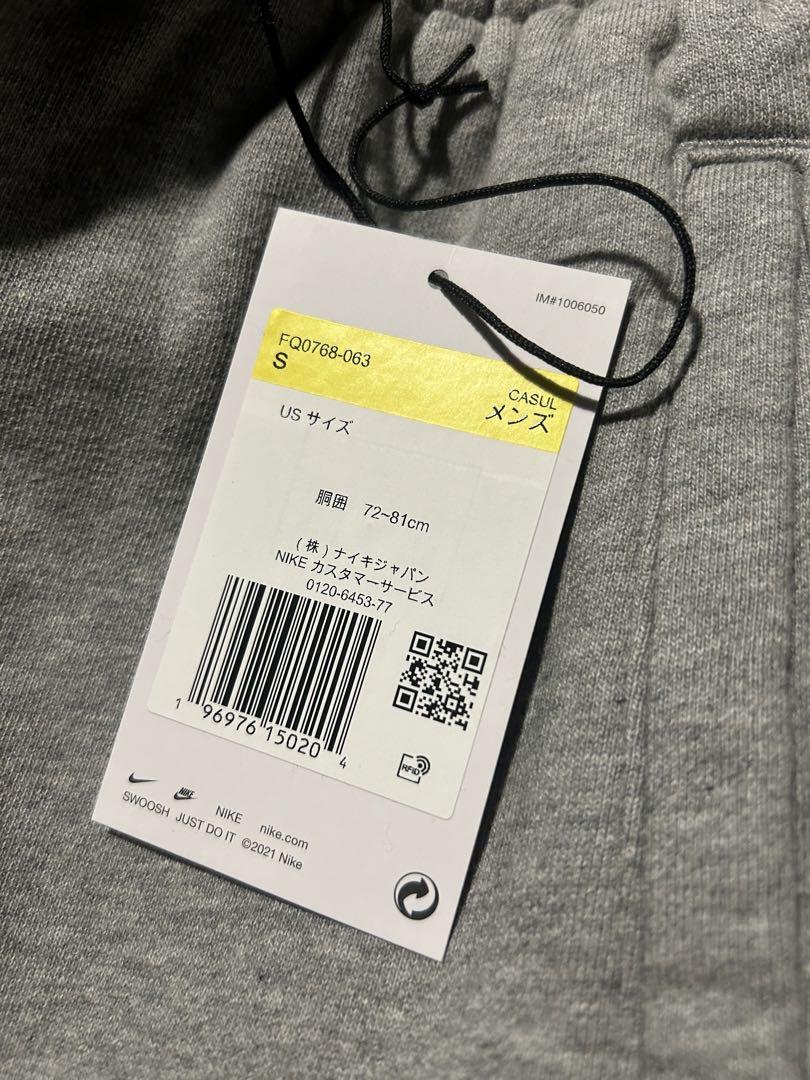 IM#1006050
FQ0768-063
S
CASUL
メンズ
US サイズ
胴囲 72~81cm
(株)ナイキジャパン
NIKE カスタマーサービス
0120-6453-77
1 96976 15020 4
RFID
NIKE
NIKE nike.com
SWOOSH JUST DO IT ©2021 Nike